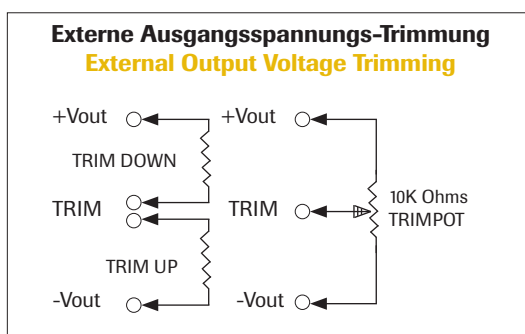 Externe Ausgangsspannungs-Trimmung
External Output Voltage Trimming
+Vout
TRIM DOWN
TRIM
TRIM UP
-Vout
+Vout
TRIM
10K Ohms
TRIMPOT
-Vout